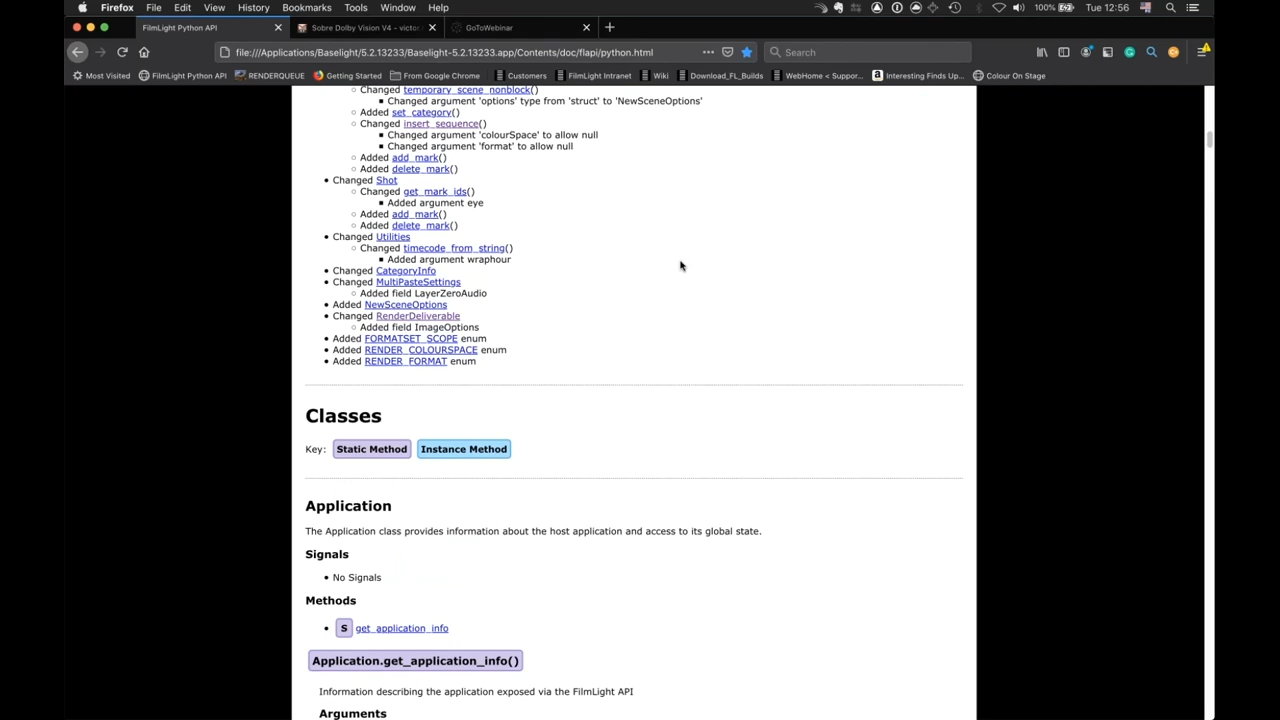 Firefox File Edit View History Bookmarks Tools Window Help 100% Tue 12:56
FilmLight Python API Sobre Dolby Vision V4 - victor GoToWebinar
file:///Applications/Baselight/5.2.13233/Baselight-5.2.13233.app/Contents/doc/flapi/python.html Search
Most Visited FilmLight Python API RENDERQUEUE Getting Started From Google Chrome Customers FilmLight Intranet Wiki Download_FL_Builds WebHome < Suppor... Interesting Finds Up... Colour On Stage
Changed temporary_scene_nonblock()
Changed argument 'options' type from 'struct' to 'NewSceneOptions'
Added set_category()
Changed insert_sequence()
Changed argument 'colourSpace' to allow null
Changed argument 'format' to allow null
Added add_mark()
Added delete_mark()
Changed Shot
Changed get_mark_ids()
Added argument eye
Added add_mark()
Added delete_mark()
Changed Utilities
Changed timecode_from_string()
Added argument wraphour
Changed CategoryInfo
Changed MultiPasteSettings
Added field LayerZeroAudio
Added NewSceneOptions
Changed RenderDeliverable
Added field ImageOptions
Added FORMATSET_SCOPE enum
Added RENDER_COLOURSPACE enum
Added RENDER_FORMAT enum
Classes
Key: Static Method Instance Method
Application
The Application class provides information about the host application and access to its global state.
Signals
No Signals
Methods
S get_application_info
Application.get_application_info()
Information describing the application exposed via the FilmLight API
Arguments